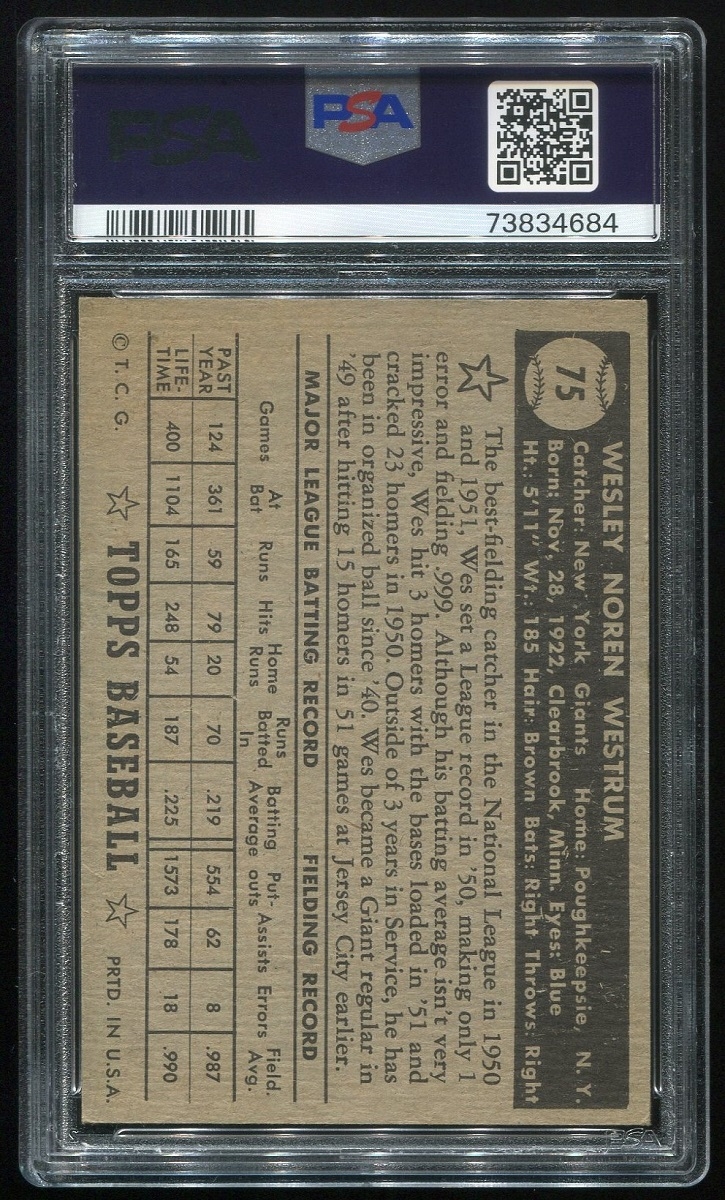 PSA
PSA
73834684
75
WESLEY NOREN WESTRUM
Catcher: New York Giants Home: Poughkeepsie, N. Y.
Born: Nov. 28, 1922, Clearbrook, Minn. Eyes: Blue
Ht.: 5'11" Wt.: 185 Hair: Brown Bats: Right Throws: Right
The best-fielding catcher in the National League in 1950
and 1951, Wes set a League record in '50, making only 1
error and fielding .999. Although his batting average isn't very
impressive, Wes hit 3 homers with the bases loaded in '51 and
cracked 23 homers in 1950. Outside of 3 years in Service, he has
been in organized ball since '40. Wes became a Giant regular in
'49 after hitting 15 homers in 51 games at Jersey City earlier.
MAJOR LEAGUE BATTING RECORD FIELDING RECORD
Games At Bat Runs Hits Home Runs Runs Batted In Batting Average Put-outs Assists Errors Field. Avg.
PAST YEAR 124 361 59 79 20 70 .219 554 62 8 .987
LIFE-TIME 400 1104 165 248 54 187 .225 1573 178 18 .990
© T. C. G. TOPPS BASEBALL PRTD. IN U.S.A.
PSA